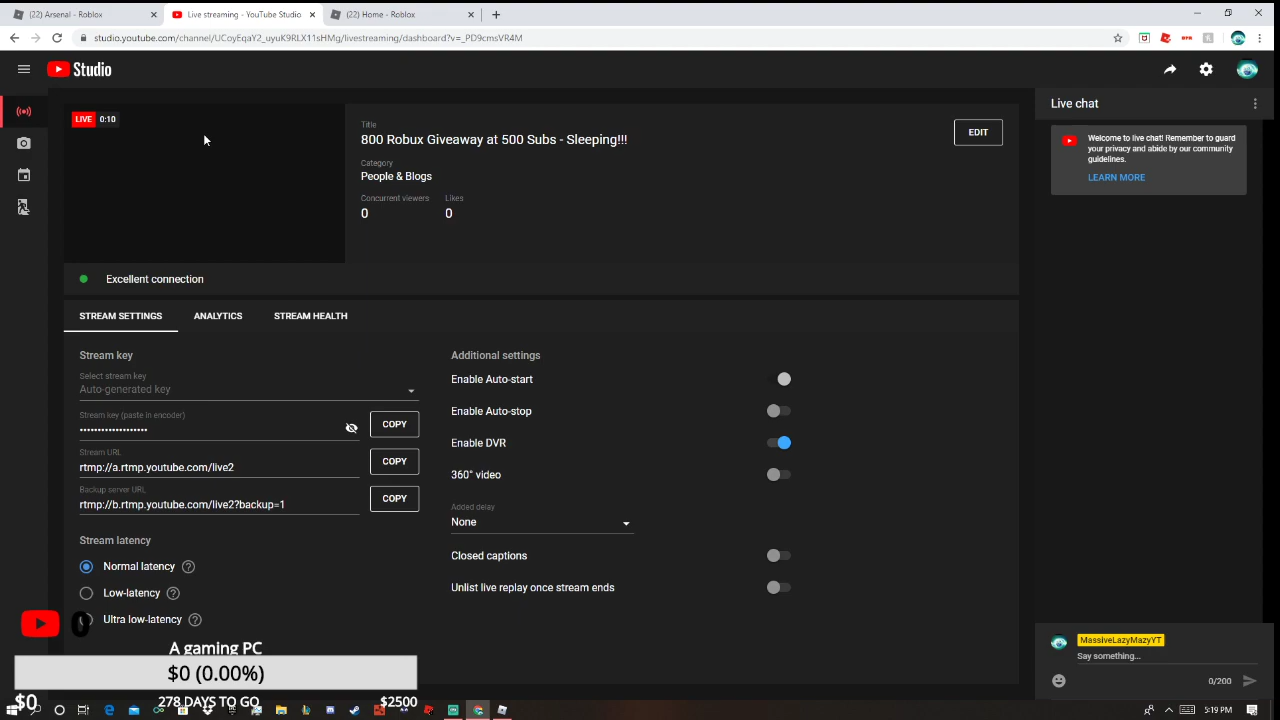 (22) Arsenal - Roblox
Live streaming - YouTube Studio
(22) Home - Roblox
studio.youtube.com/channel/UCoyEqaY2_uyuK9RLX11sHMg/livestreaming/dashboard?v=_PD9cmsVR4M
Studio
LIVE 0:10
Title
800 Robux Giveaway at 500 Subs - Sleeping!!!
EDIT
Category
People & Blogs
Concurrent viewers Likes
0 0
Excellent connection
STREAM SETTINGS ANALYTICS STREAM HEALTH
Stream key
Select stream key
Auto-generated key
Stream key (paste in encoder)
•••••••••••••••••••
COPY
Stream URL
rtmp://a.rtmp.youtube.com/live2
COPY
Backup server URL
rtmp://b.rtmp.youtube.com/live2?backup=1
COPY
Stream latency
Normal latency
Low-latency
Ultra low-latency
Additional settings
Enable Auto-start
Enable Auto-stop
Enable DVR
360° video
Added delay
None
Closed captions
Unlist live replay once stream ends
Live chat
Welcome to live chat! Remember to guard
your privacy and abide by our community
guidelines.
LEARN MORE
MassiveLazyMazyYT
Say something...
0/200
0
A gaming PC
$0 (0.00%)
$0 278 DAYS TO GO $2500
5:19 PM